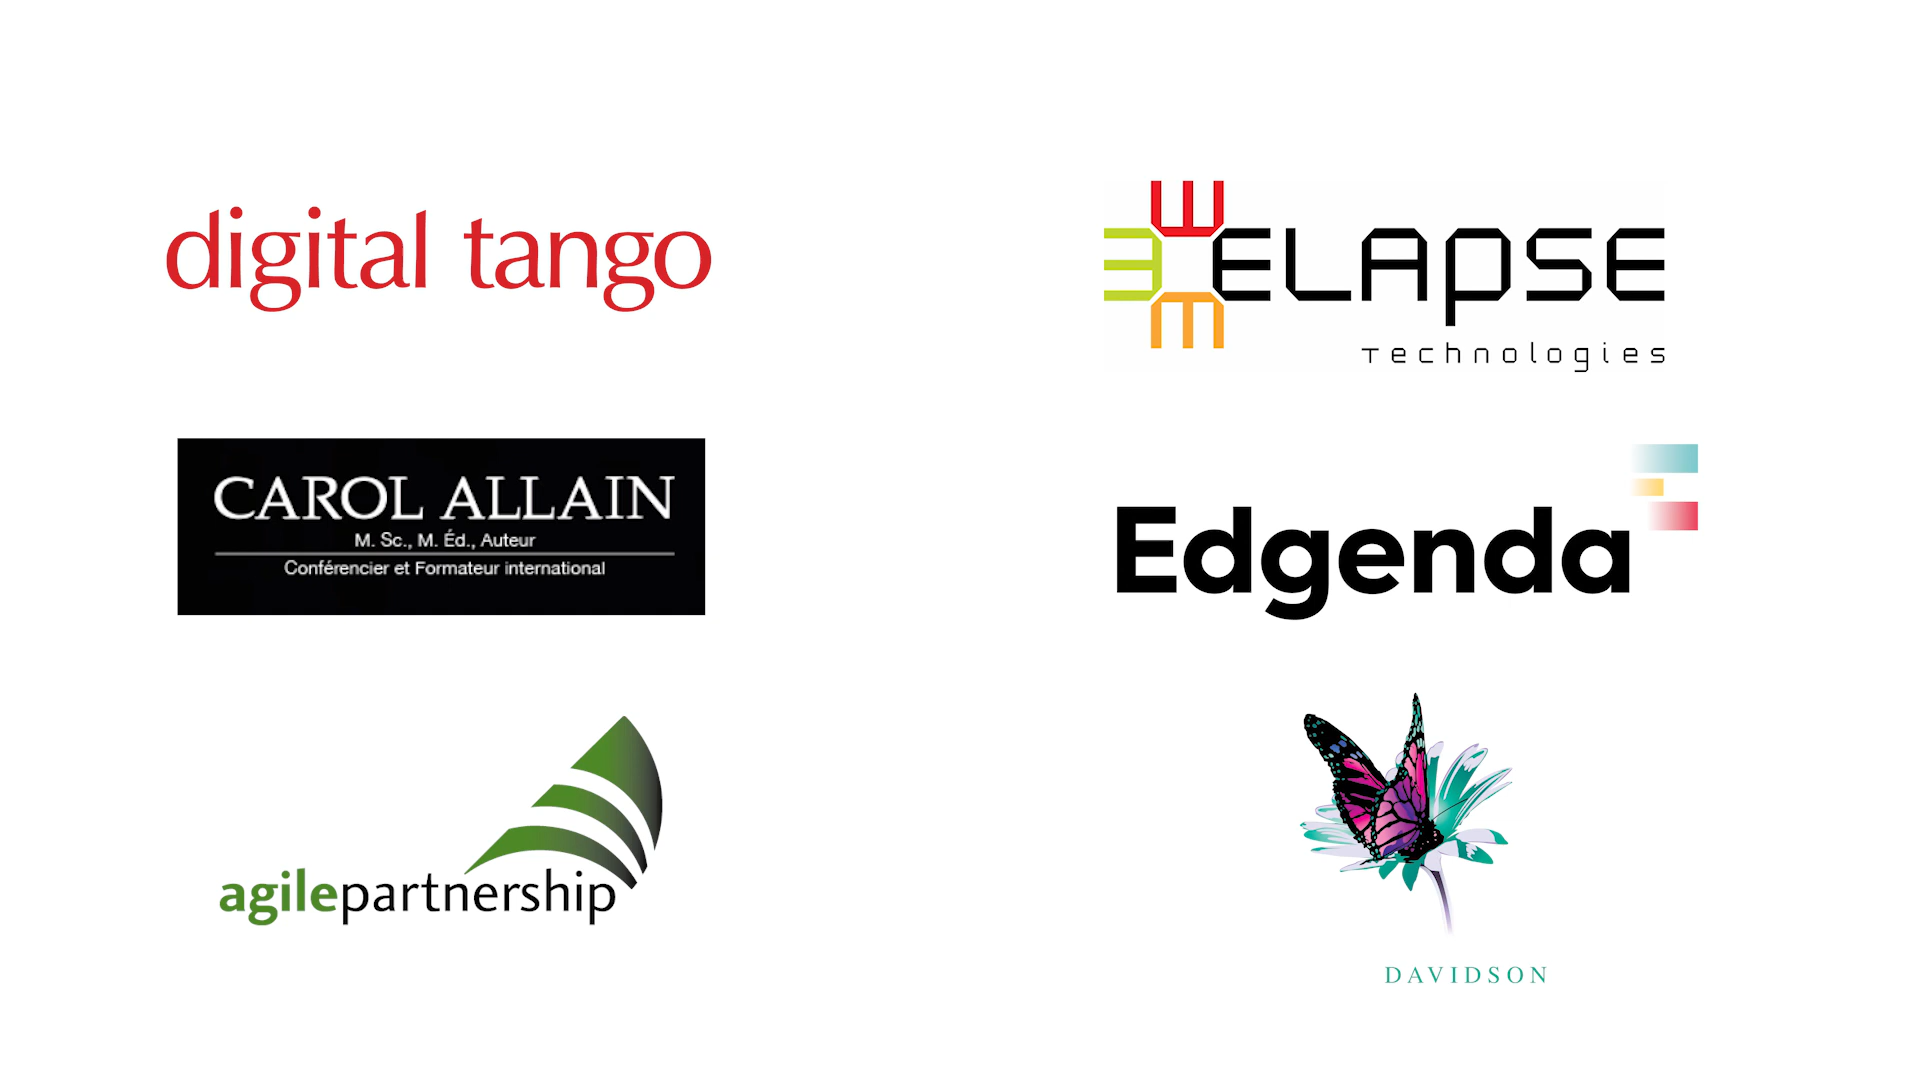 digital tango
ELAPSE
Technologies
CAROL ALLAIN
M. Sc., M. Éd., Auteur
Conférencier et Formateur international
Edgenda
agilepartnership
DAVIDSON